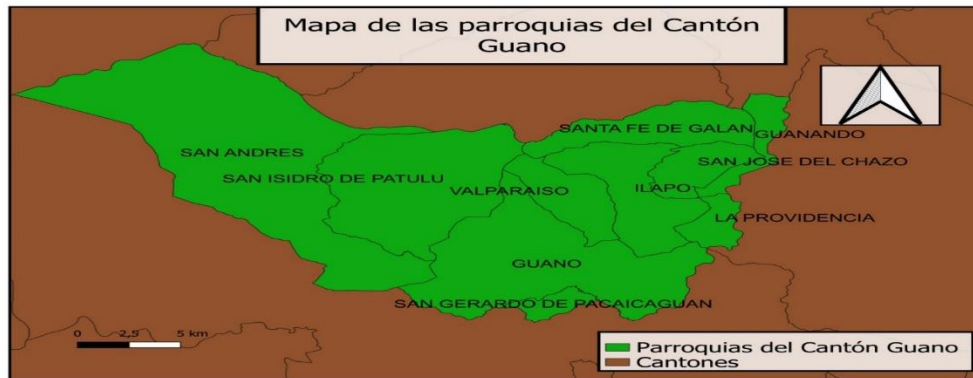 Mapa de las parroquias del Cantón
Guano
SANTA FE DE GALAN
GUANANDO
SAN ANDRES
SAN JOSE DEL CHAZO
SAN ISIDRO DE PATULU
VALPARAISO
ILAPO
LA PROVIDENCIA
GUANO
SAN GERARDO DE PACAICAGUAN
0 2,5 5 km
Parroquias del Cantón Guano
Cantones